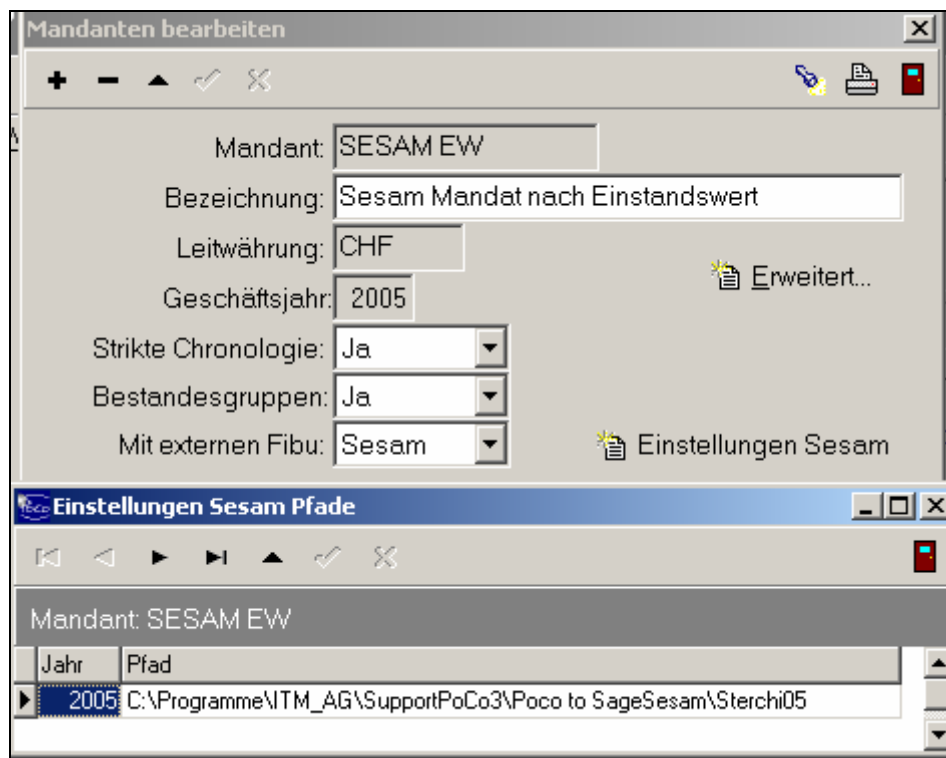 Mandanten bearbeiten
Mandant: SESAM EW
Bezeichnung: Sesam Mandat nach Einstandswert
Leitwährung: CHF
Erweitert...
Geschäftsjahr: 2005
Strikte Chronologie: Ja
Bestandesgruppen: Ja
Mit externen Fibu: Sesam Einstellungen Sesam
Einstellungen Sesam Pfade
Mandant: SESAM EW
Jahr Pfad
2005 C:\Programme\ITM_AG\SupportPoCo3\Poco to SageSesam\Sterchi05